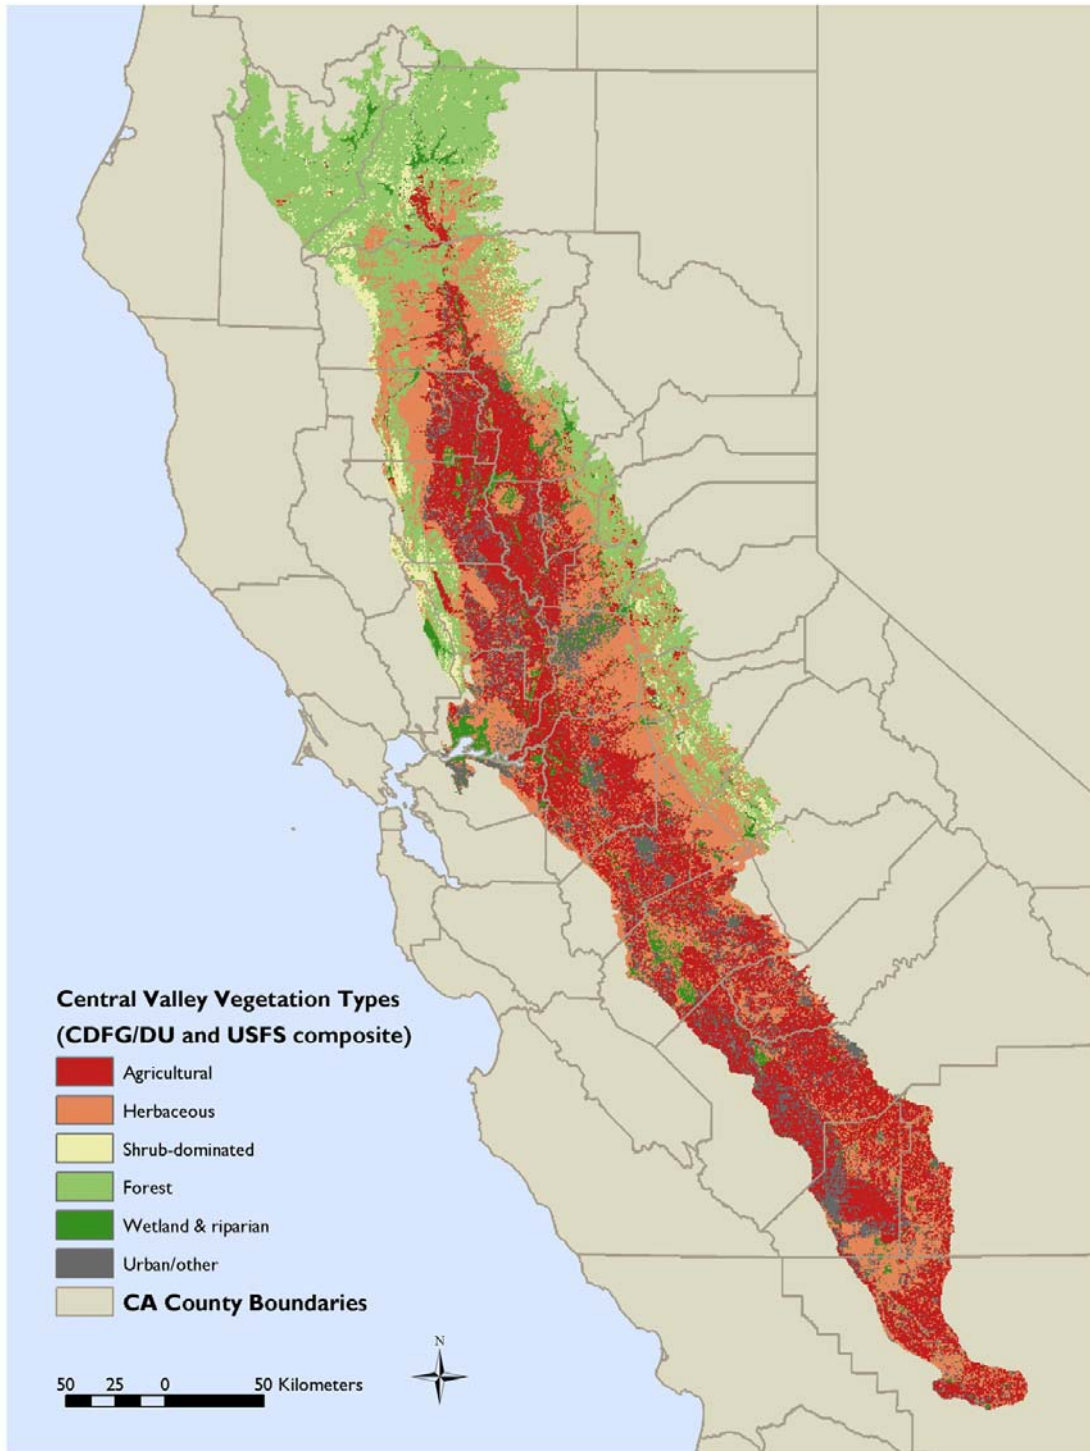 Central Valley Vegetation Types
(CDFG/DU and USFS composite)
Agricultural
Herbaceous
Shrub-dominated
Forest
Wetland & riparian
Urban/other
CA County Boundaries
N
50 25 0 50 Kilometers